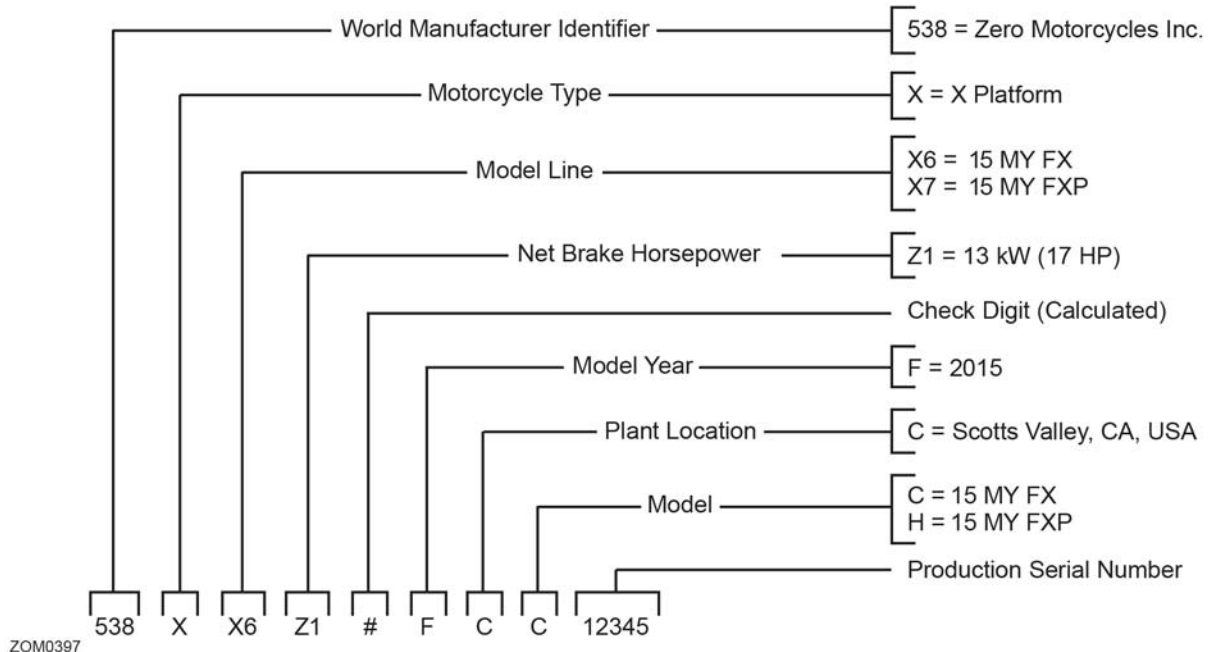 World Manufacturer Identifier
538 = Zero Motorcycles Inc.
Motorcycle Type
X = X Platform
Model Line
X6 = 15 MY FX
X7 = 15 MY FXP
Net Brake Horsepower
Z1 = 13 kW (17 HP)
Check Digit (Calculated)
Model Year
F = 2015
Plant Location
C = Scotts Valley, CA, USA
Model
C = 15 MY FX
H = 15 MY FXP
Production Serial Number
538 X X6 Z1 # F C C 12345
ZOM0397